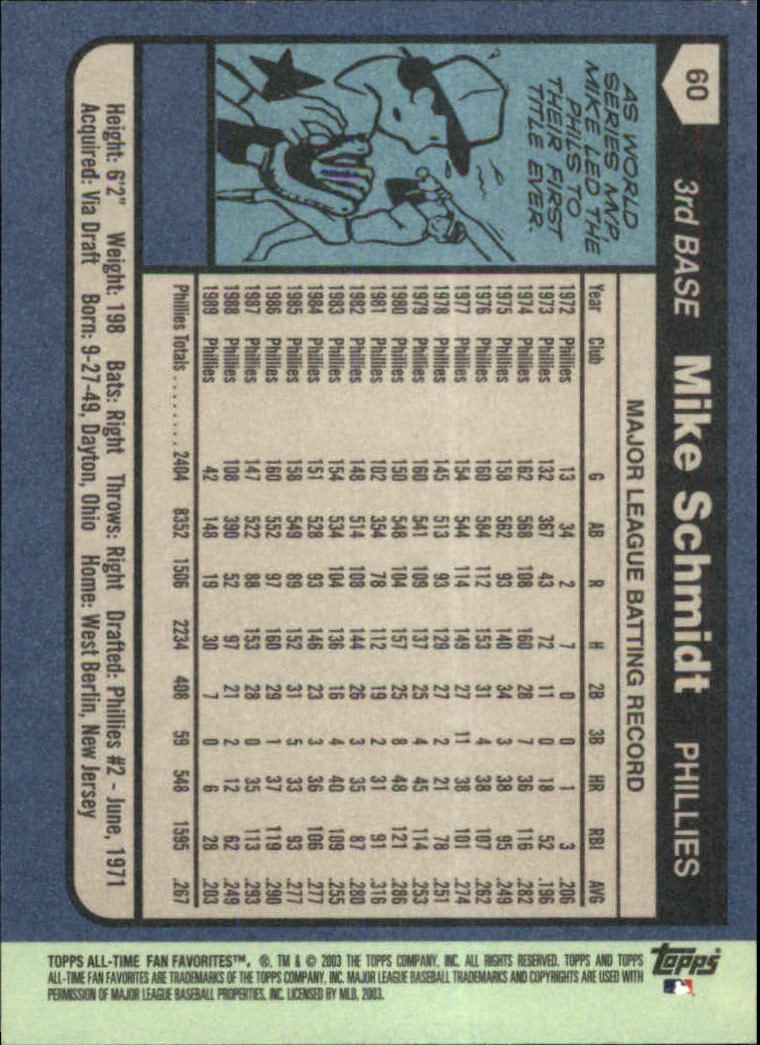 60
3rd BASE Mike Schmidt PHILLIES
AS WORLD
SERIES MVP,
MIKE LED THE
PHILS TO
THEIR FIRST
TITLE EVER.
MAJOR LEAGUE BATTING RECORD
Year Club G AB R H 2B 3B HR RBI AVG
1972 Phillies 13 34 2 7 0 0 1 3 .206
1973 Phillies 132 367 43 72 11 0 18 52 .196
1974 Phillies 162 568 108 160 28 7 36 116 .282
1975 Phillies 158 562 93 140 34 3 38 95 .249
1976 Phillies 160 584 112 153 31 4 38 107 .262
1977 Phillies 154 544 114 149 27 11 38 101 .274
1978 Phillies 145 513 93 129 27 2 21 78 .251
1979 Phillies 160 541 109 137 25 4 45 114 .253
1980 Phillies 150 548 104 157 25 8 48 121 .286
1981 Phillies 102 354 78 112 19 2 31 91 .316
1982 Phillies 148 514 108 144 26 3 35 87 .280
1983 Phillies 154 534 104 136 16 4 40 109 .255
1984 Phillies 151 528 93 146 23 3 36 106 .277
1985 Phillies 158 549 89 152 31 5 33 93 .277
1986 Phillies 160 552 97 160 29 1 37 119 .290
1987 Phillies 147 522 88 153 28 0 35 113 .293
1988 Phillies 108 390 52 97 21 2 12 62 .249
1989 Phillies 42 148 19 30 7 0 6 28 .203
Phillies Totals ......... 2404 8352 1506 2234 408 59 548 1595 .267
Height: 6'2" Weight: 198 Bats: Right Throws: Right Drafted: Phillies #2 - June, 1971
Acquired: Via Draft Born: 9-27-49, Dayton, Ohio Home: West Berlin, New Jersey
Topps
TOPPS ALL-TIME FAN FAVORITES™, ®, TM & © 2003 THE TOPPS COMPANY, INC. ALL RIGHTS RESERVED. TOPPS AND TOPPS
ALL-TIME FAN FAVORITES ARE TRADEMARKS OF THE TOPPS COMPANY, INC. MAJOR LEAGUE BASEBALL TRADEMARKS AND COPYRIGHTS ARE USED WITH
PERMISSION OF MAJOR LEAGUE BASEBALL PROPERTIES, INC. LICENSED BY MLB, 2003.